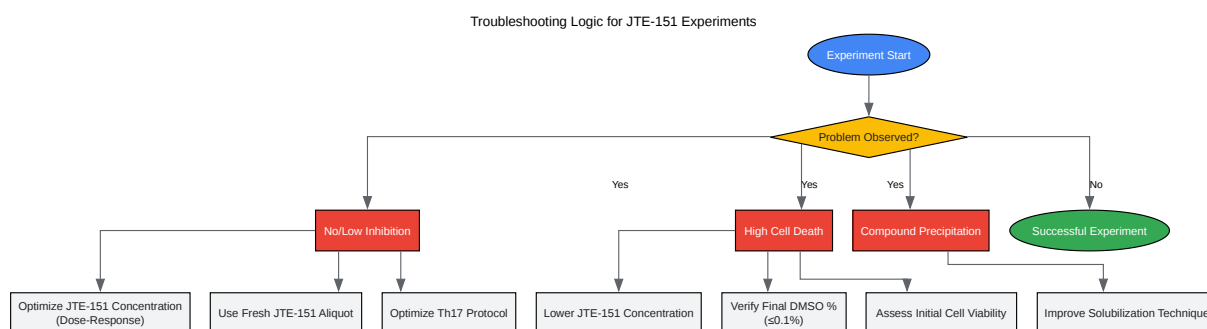 Troubleshooting Logic for JTE-151 Experiments
Experiment Start
Problem Observed?
Yes
Yes
Yes
No
No/Low Inhibition
High Cell Death
Compound Precipitation
Successful Experiment
Optimize JTE-151 Concentration
(Dose-Response)
Use Fresh JTE-151 Aliquot
Optimize Th17 Protocol
Lower JTE-151 Concentration
Verify Final DMSO %
(≤0.1%)
Assess Initial Cell Viability
Improve Solubilization Technique